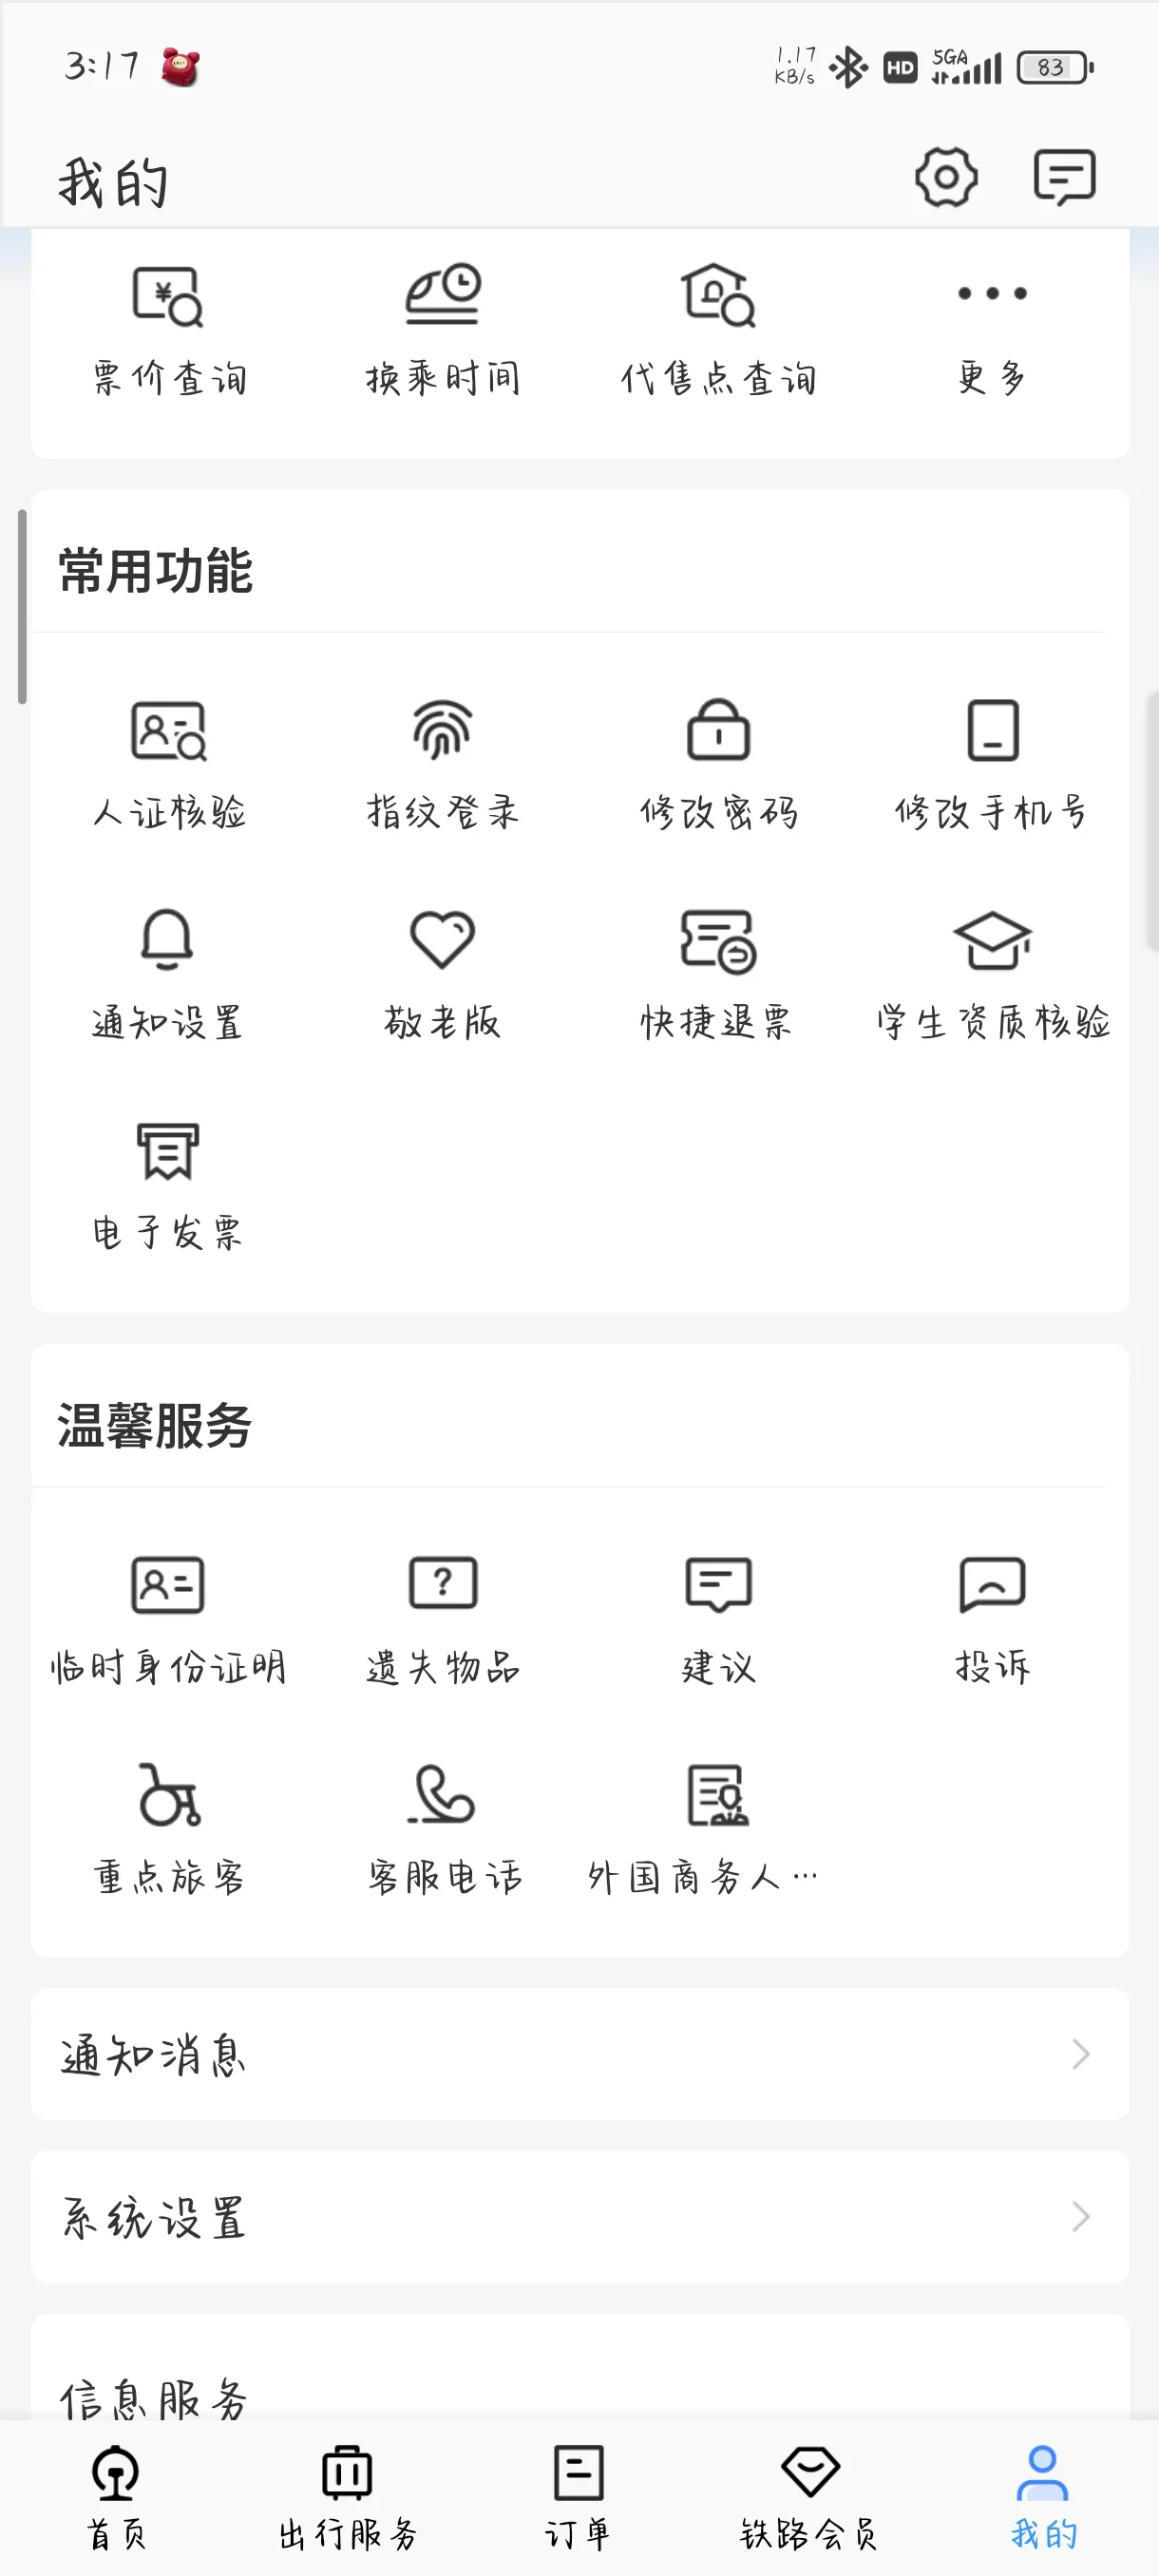 3:17 1.17 KB/s HD 5GA 83
我的
¥
票价查询 换乘时间 代售点查询 更多
常用功能
人证核验 指纹登录 修改密码 修改手机号
通知设置 敬老版 快捷退票 学生资质核验
电子发票
温馨服务
?
临时身份证明 遗失物品 建议 投诉
重点旅客 客服电话 外国商务人…
通知消息
系统设置
信息服务
首页 出行服务 订单 铁路会员 我的